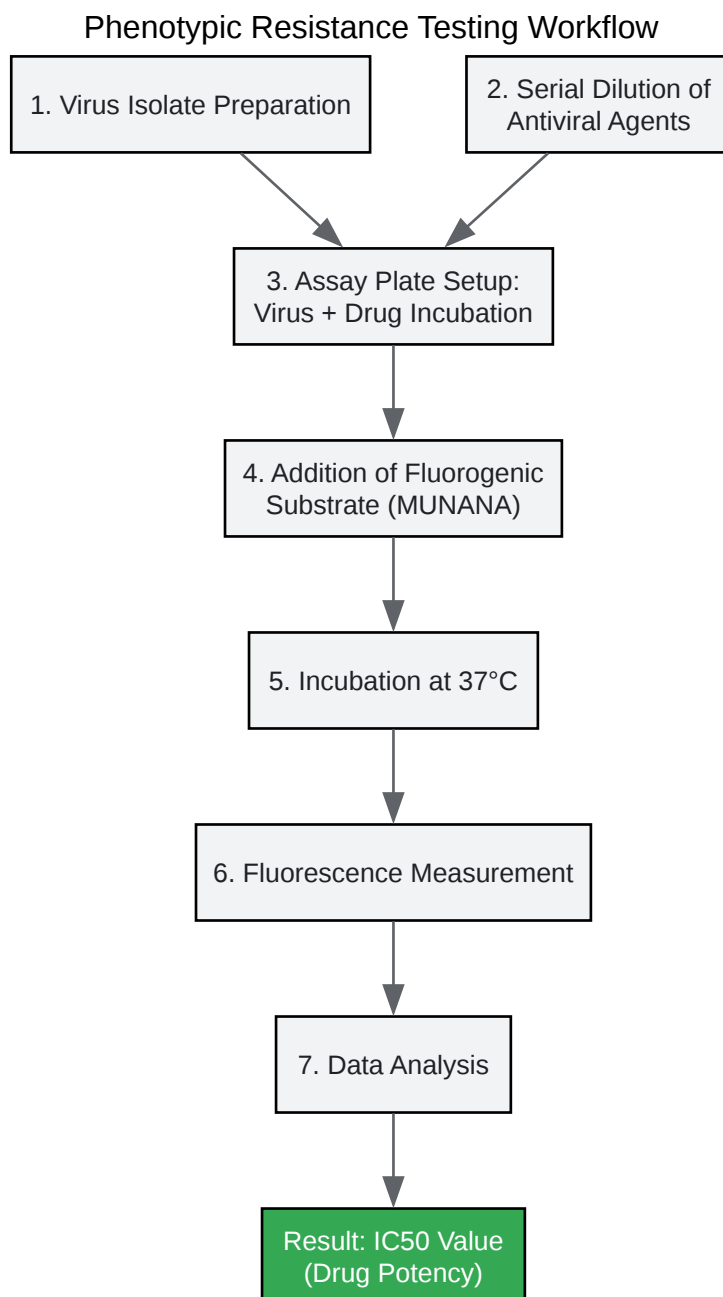 Phenotypic Resistance Testing Workflow
1. Virus Isolate Preparation
2. Serial Dilution of
Antiviral Agents
3. Assay Plate Setup:
Virus + Drug Incubation
4. Addition of Fluorogenic
Substrate (MUNANA)
5. Incubation at 37°C
6. Fluorescence Measurement
7. Data Analysis
Result: IC50 Value
(Drug Potency)